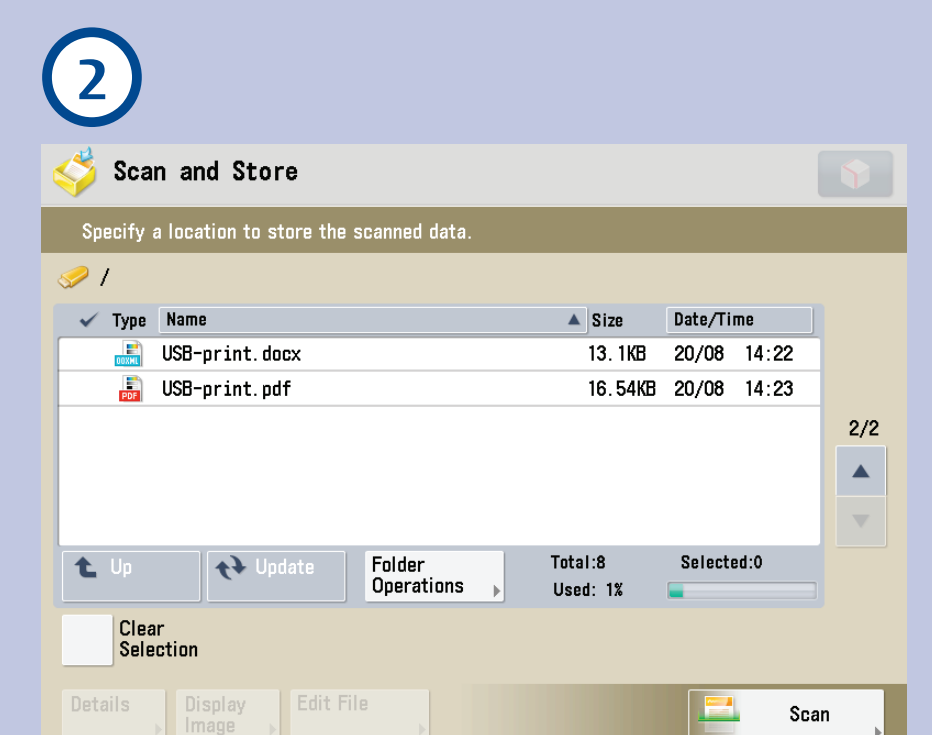 2
Scan and Store
Specify a location to store the scanned data.
/
Type Name Size Date/Time
DOXML USB-print.docx 13.1KB 20/08 14:22
PDF USB-print.pdf 16.54KB 20/08 14:23
2/2
Up Update Folder Operations Total:8 Selected:0
Used: 1%
Clear
Selection
Details Display Image Edit File Scan